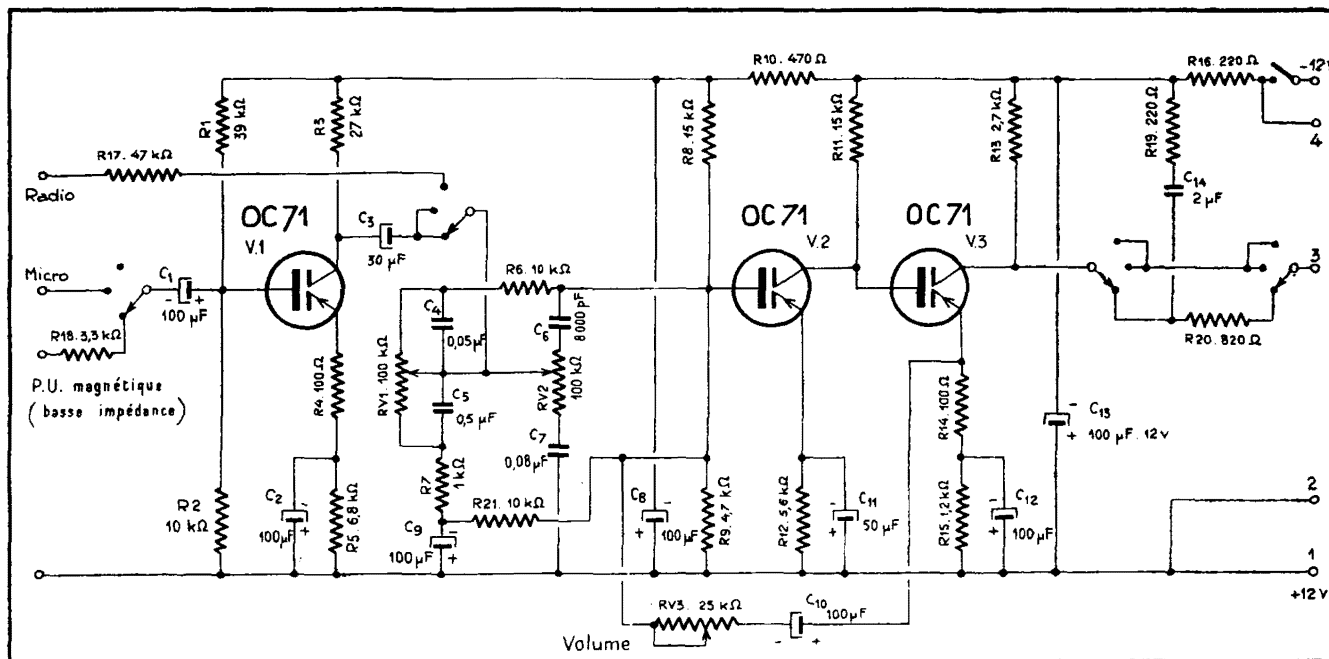 R10. 470 Ω
R16. 220 Ω
-12v
4
R1
39 kΩ
R3
27 kΩ
R8. 15 kΩ
R11. 15 kΩ
R13. 2,7 kΩ
R19. 220 Ω
R17. 47 kΩ
Radio
OC71
V.1
C3
30 µF
OC71
V.2
OC71
V.3
C14
2 µF
Micro
C1
- +
100 µF
R6. 10 kΩ
3
R18. 3,3 kΩ
P.U. magnétique
(basse impédance)
C4
0,05 µF
C6
8000 pF
RV1. 100 kΩ
RV2
100 kΩ
R20. 820 Ω
R4. 100 Ω
C5
0,5 µF
C7
0,08 µF
R14. 100 Ω
C13
-
+
100 µF. 12v
R2
10 kΩ
C2
-
+
100 µF
R5 6,8 kΩ
R7
1 kΩ
R21. 10 kΩ
C9
-
+
100 µF
C8
-
+
100 µF
R9. 4,7 kΩ
R12. 5,6 kΩ
C11
-
+
50 µF
R15. 1,2 kΩ
C12
-
+
100 µF
2
1
+12v
RV3. 25 kΩ
C10
100 µF
- +
Volume